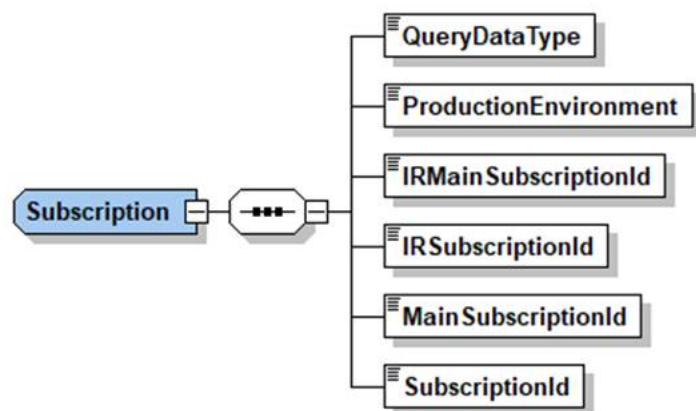 QueryDataType
ProductionEnvironment
IRMainSubscriptionId
Subscription
IRSubscriptionId
MainSubscriptionId
SubscriptionId